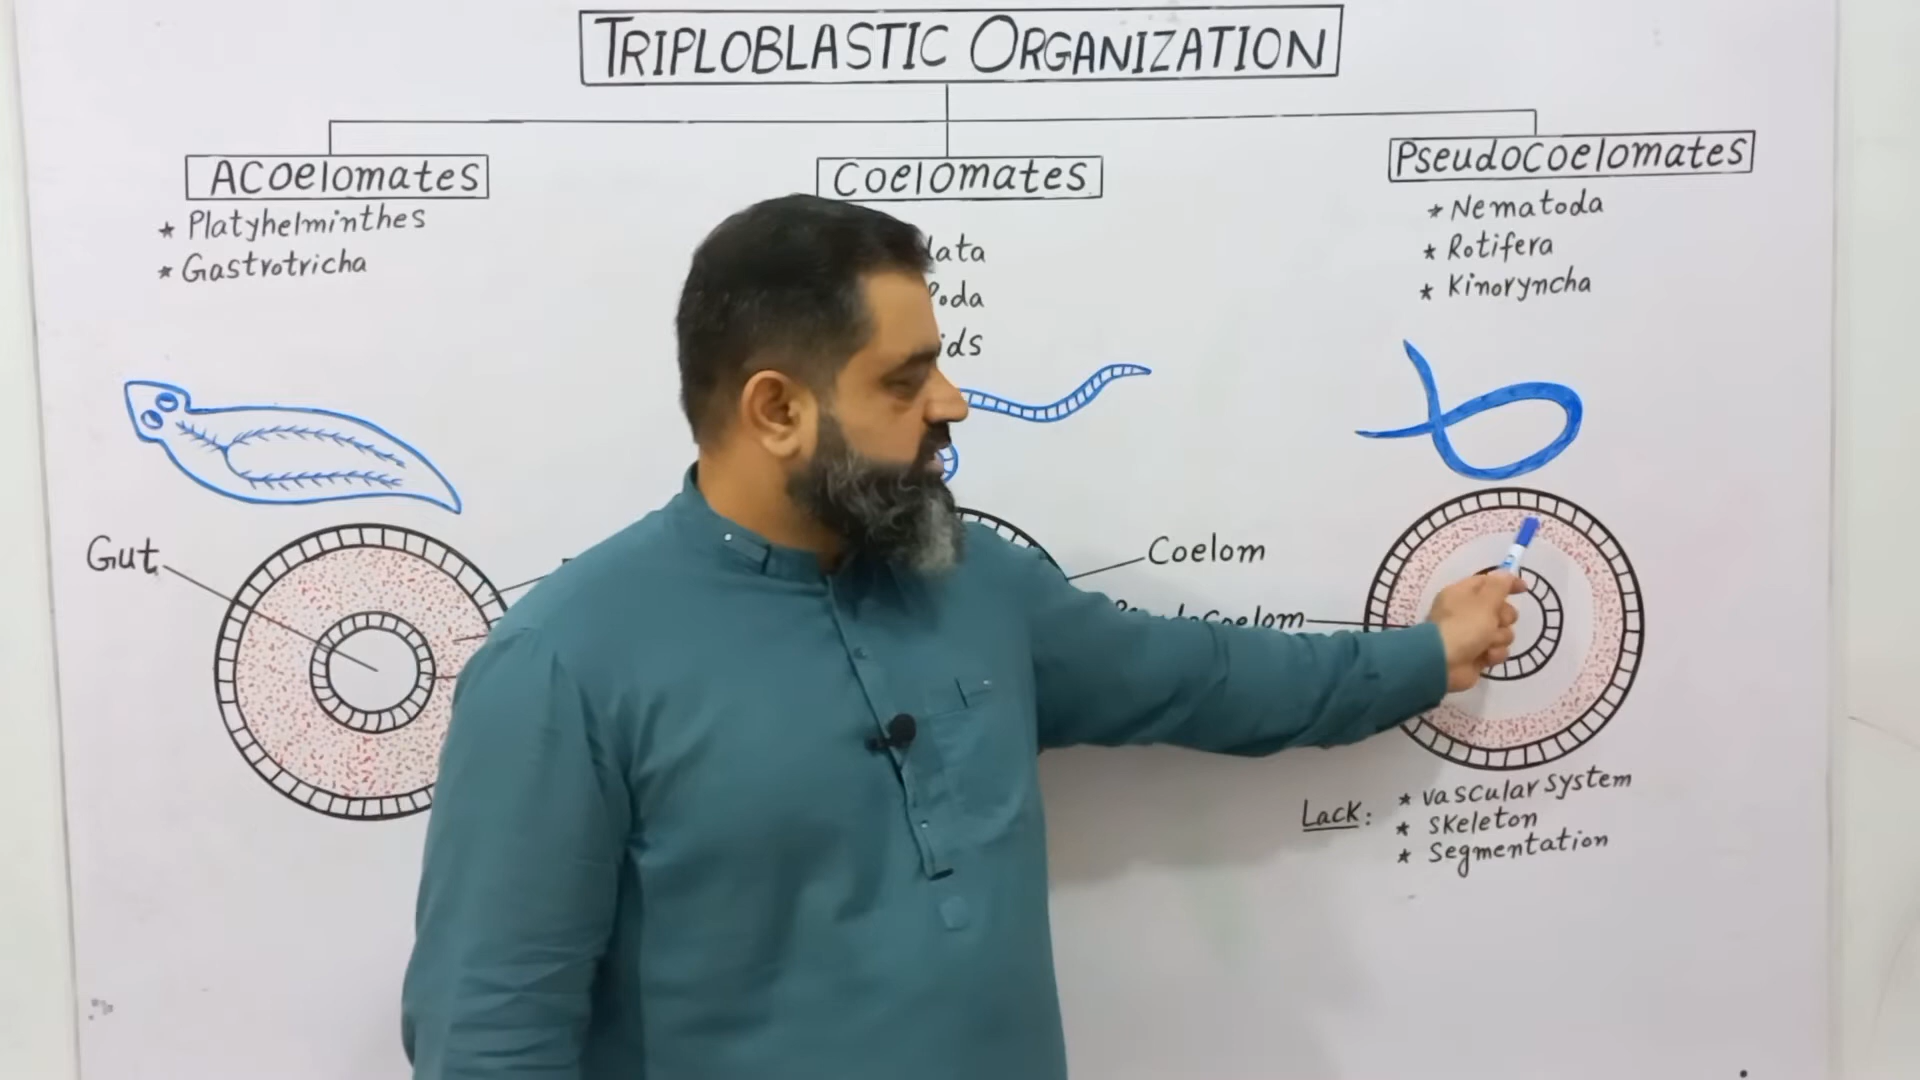 TRIPLOBLASTIC ORGANIZATION
ACoelomates
* Platyhelminthes
* Gastrotricha
Coelomates
Pseudocoelomates
* Nematoda
* Rotifera
* Kinoryncha
Gut
Coelom
Lack:
* vascular system
* skeleton
* segmentation